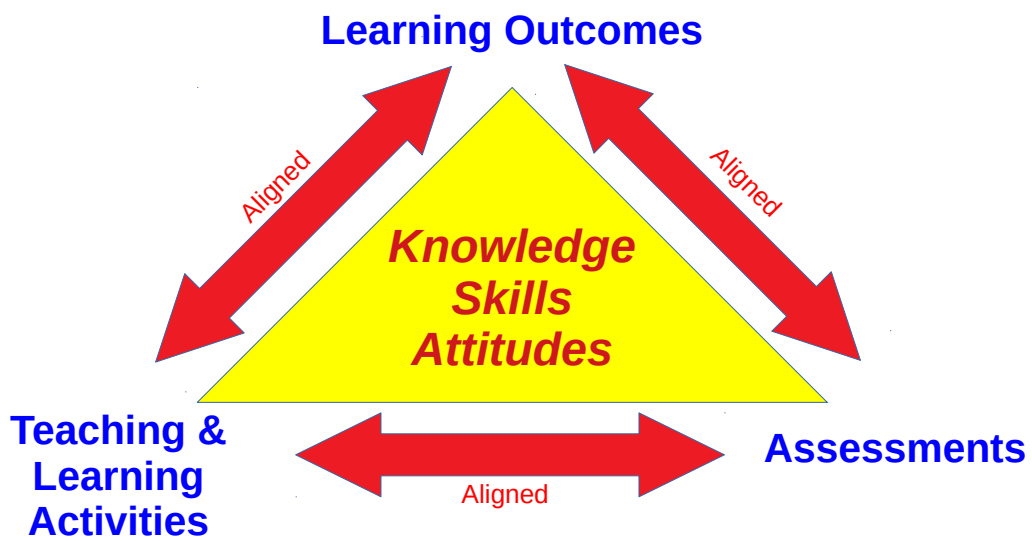 Learning Outcomes
Aligned
Aligned
Knowledge
Skills
Attitudes
Teaching &
Learning
Activities
Assessments
Aligned